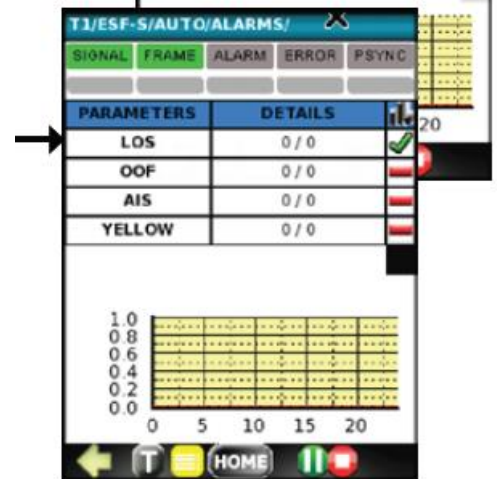 T1/ESF-S/AUTO/ALARMS/
SIGNAL FRAME ALARM ERROR PSYNC
PARAMETERS DETAILS
LOS 0 / 0
OOF 0 / 0
AIS 0 / 0
YELLOW 0 / 0
20
1.0
0.8
0.6
0.4
0.2
0.0
0 5 10 15 20
T HOME